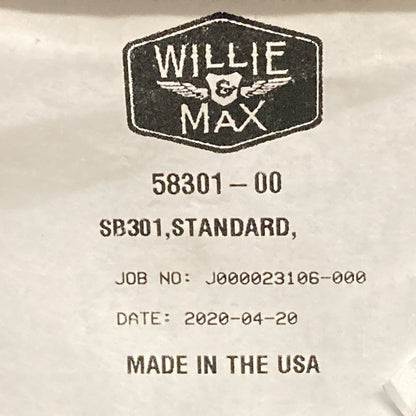 WILLIE
&
MAX
58301-00
SB301,STANDARD,
JOB NO: J000023106-000
DATE: 2020-04-20
MADE IN THE USA